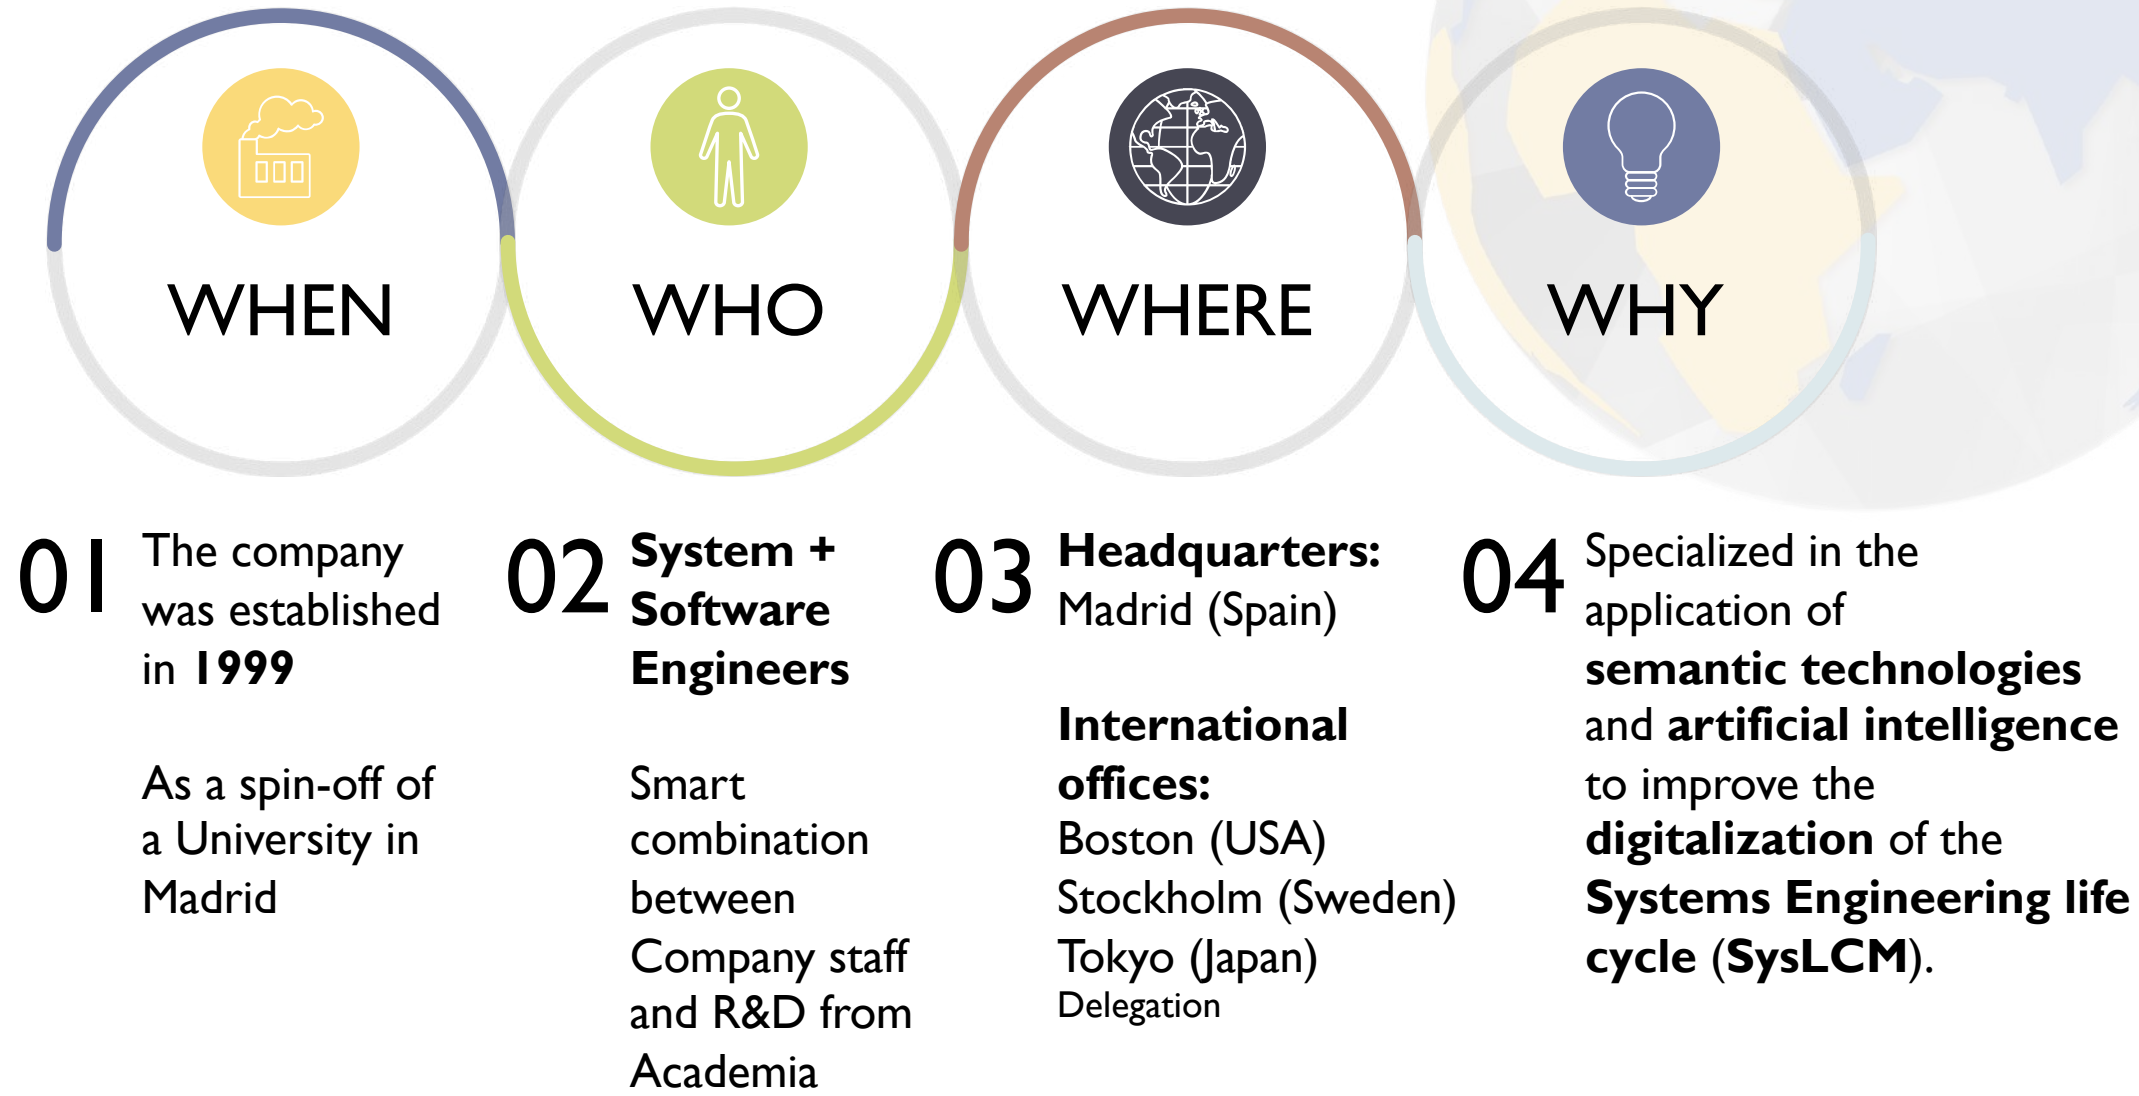 WHEN
WHO
WHERE
WHY
01
The company
was established
in 1999
As a spin-off of
a University in
Madrid
02
System +
Software
Engineers
Smart
combination
between
Company staff
and R&D from
Academia
03
Headquarters:
Madrid (Spain)
International
offices:
Boston (USA)
Stockholm (Sweden)
Tokyo (Japan)
Delegation
04
Specialized in the
application of
semantic technologies
and artificial intelligence
to improve the
digitalization of the
Systems Engineering life
cycle (SysLCM).